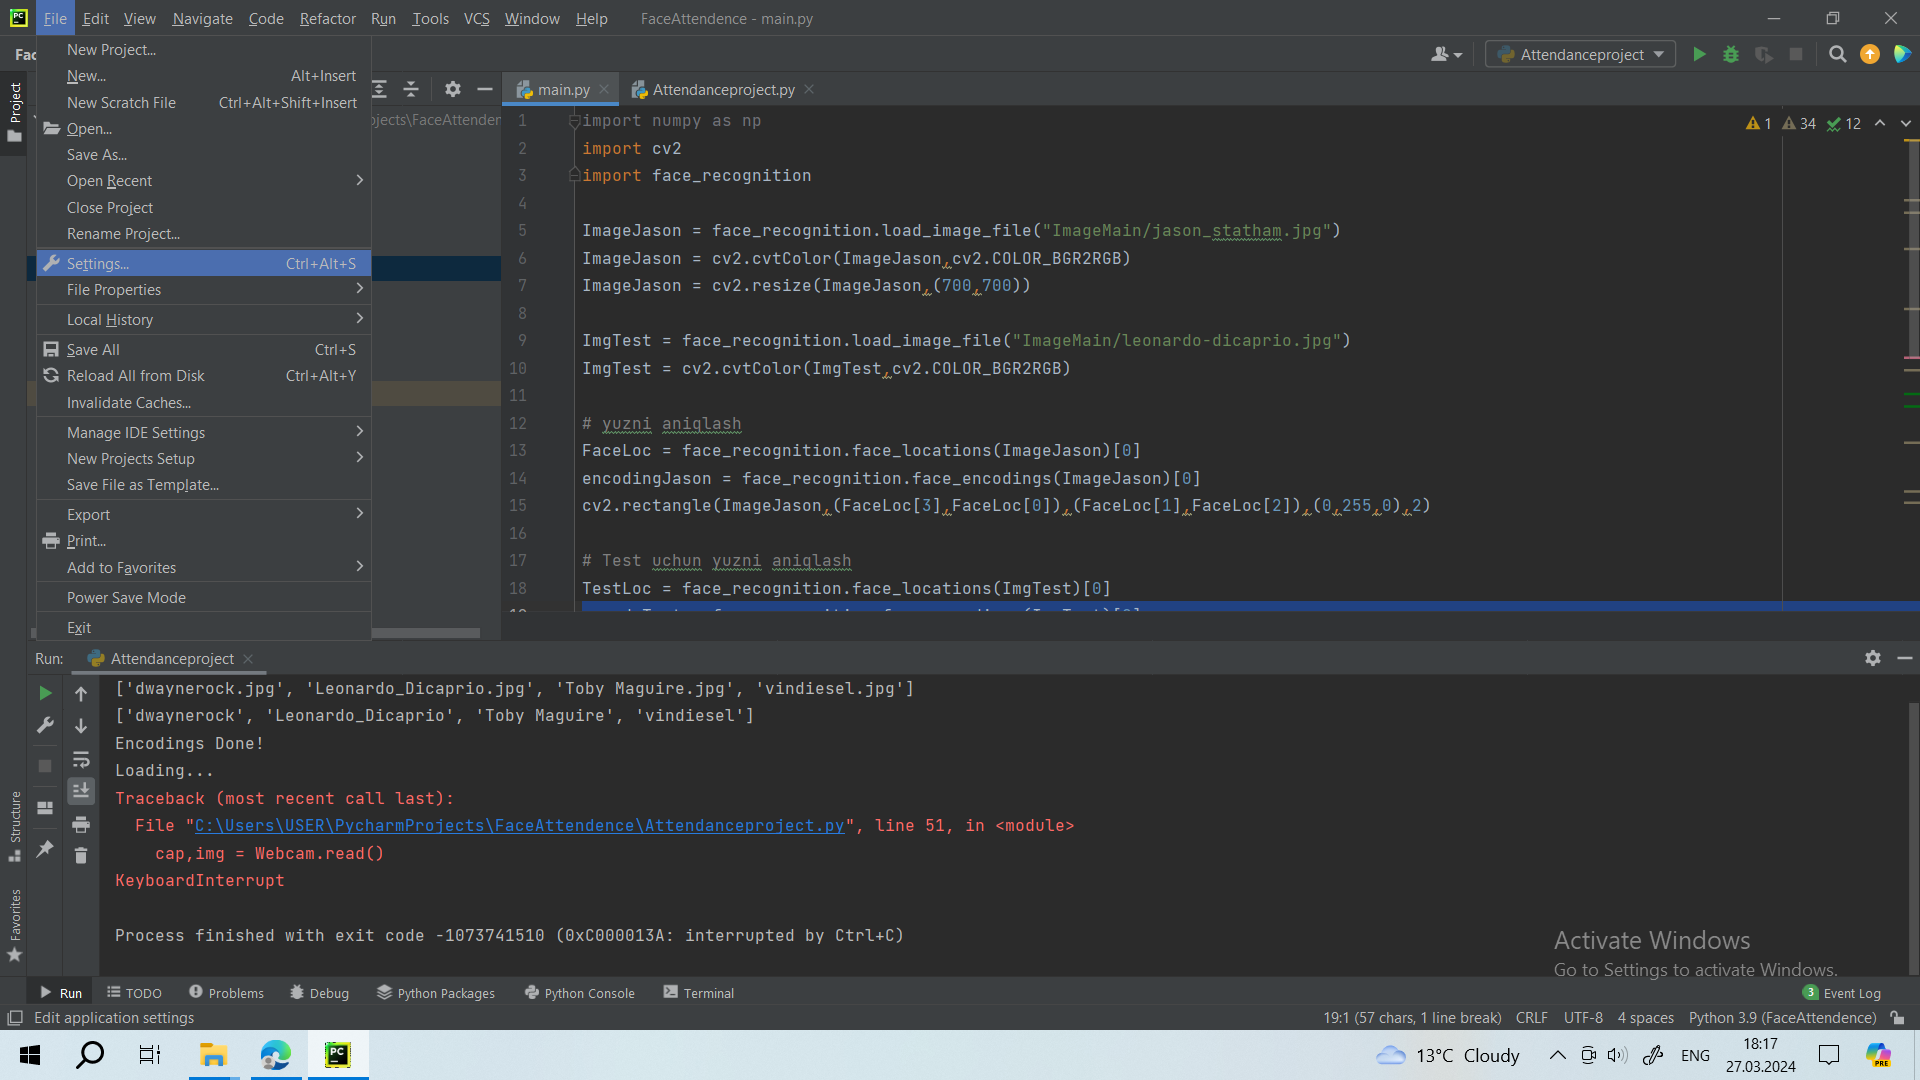 File Edit View Navigate Code Refactor Run Tools VCS Window Help FaceAttendence - main.py
Attendanceproject
New Project...
New... Alt+Insert
New Scratch File Ctrl+Alt+Shift+Insert
Open...
Save As...
Open Recent
Close Project
Rename Project...
Settings... Ctrl+Alt+S
File Properties
Local History
Save All Ctrl+S
Reload All from Disk Ctrl+Alt+Y
Invalidate Caches...
Manage IDE Settings
New Projects Setup
Save File as Template...
Export
Print...
Add to Favorites
Power Save Mode
Exit
Project
Structure
Favorites
main.py Attendanceproject.py
1 34 12
1 import numpy as np
2 import cv2
3 import face_recognition
4
5 ImageJason = face_recognition.load_image_file("ImageMain/jason_statham.jpg")
6 ImageJason = cv2.cvtColor(ImageJason,cv2.COLOR_BGR2RGB)
7 ImageJason = cv2.resize(ImageJason,(700,700))
8
9 ImgTest = face_recognition.load_image_file("ImageMain/leonardo-dicaprio.jpg")
10 ImgTest = cv2.cvtColor(ImgTest,cv2.COLOR_BGR2RGB)
11
12 # yuzni aniqlash
13 FaceLoc = face_recognition.face_locations(ImageJason)[0]
14 encodingJason = face_recognition.face_encodings(ImageJason)[0]
15 cv2.rectangle(ImageJason,(FaceLoc[3],FaceLoc[0]),(FaceLoc[1],FaceLoc[2]),(0,255,0),2)
16
17 # Test uchun yuzni aniqlash
18 TestLoc = face_recognition.face_locations(ImgTest)[0]
Run: Attendanceproject
['dwaynerock.jpg', 'Leonardo_Dicaprio.jpg', 'Toby Maguire.jpg', 'vindiesel.jpg']
['dwaynerock', 'Leonardo_Dicaprio', 'Toby Maguire', 'vindiesel']
Encodings Done!
Loading...
Traceback (most recent call last):
File "C:\Users\USER\PycharmProjects\FaceAttendence\Attendanceproject.py", line 51, in <module>
cap,img = Webcam.read()
KeyboardInterrupt
Process finished with exit code -1073741510 (0xC000013A: interrupted by Ctrl+C)
Activate Windows
Go to Settings to activate Windows.
Run TODO Problems Debug Python Packages Python Console Terminal 3 Event Log
Edit application settings 19:1 (57 chars, 1 line break) CRLF UTF-8 4 spaces Python 3.9 (FaceAttendence)
13°C Cloudy ENG 18:17
27.03.2024